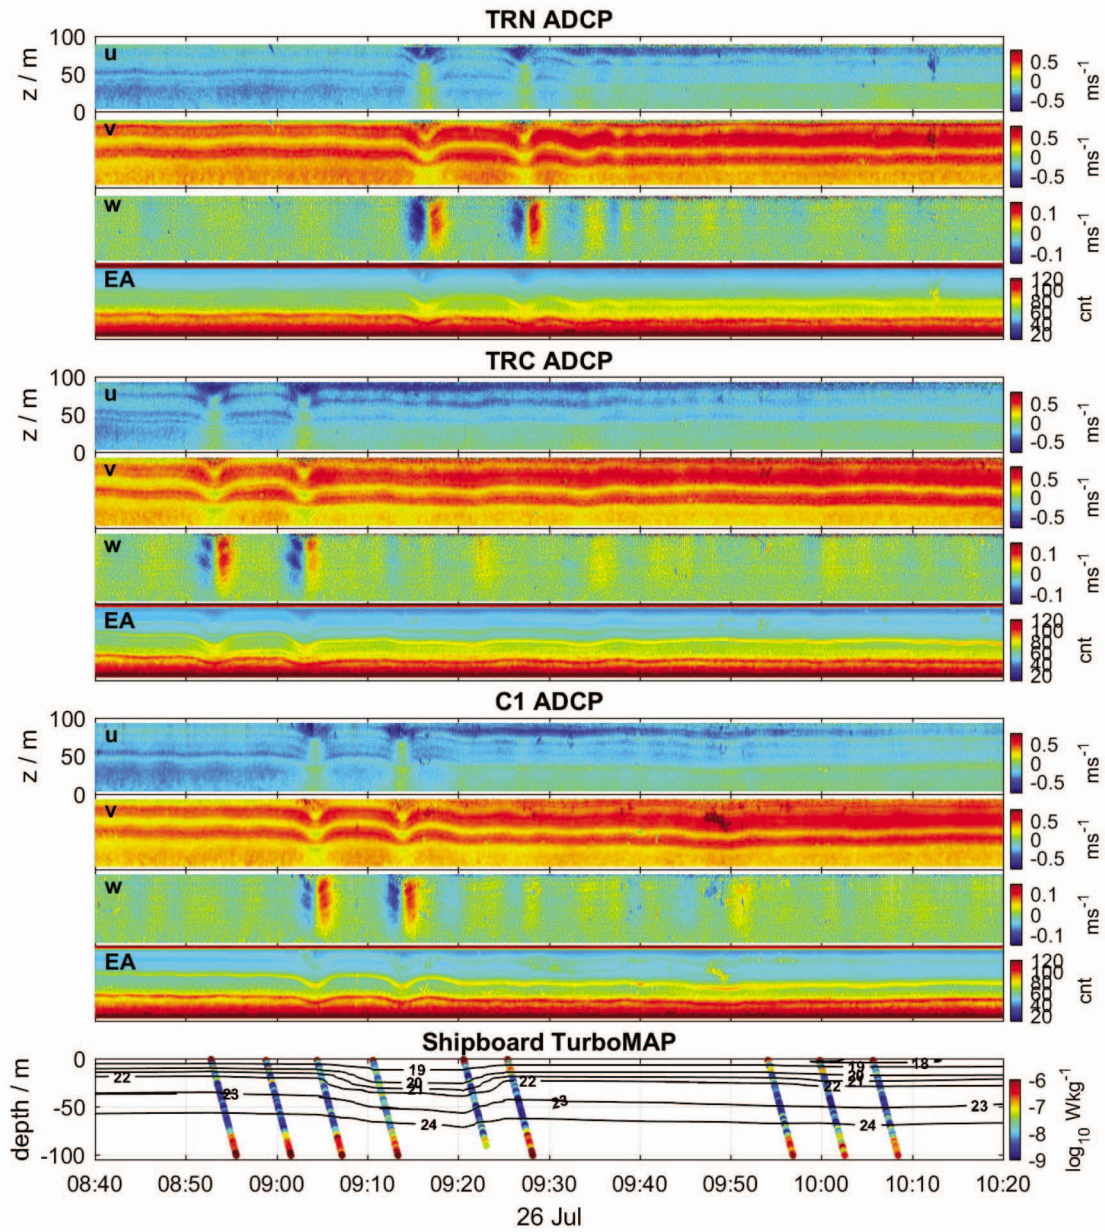 TRN ADCP
100
u
z / m
50
0
0.5
0
-0.5
ms-1
v
0.5
0
-0.5
ms-1
w
0.1
0
-0.1
ms-1
EA
120
100
80
60
40
20
cnt
TRC ADCP
100
u
z / m
50
0
0.5
0
-0.5
ms-1
v
0.5
0
-0.5
ms-1
w
0.1
0
-0.1
ms-1
EA
120
100
80
60
40
20
cnt
C1 ADCP
100
u
z / m
50
0
0.5
0
-0.5
ms-1
v
0.5
0
-0.5
ms-1
w
0.1
0
-0.1
ms-1
EA
120
100
80
60
40
20
cnt
Shipboard TurboMAP
0
-50
-100
depth / m
22
23
19
20
21
24
22
23
18
19
20
21
22
23
24
-6
-7
-8
-9
log10 Wkg-1
08:40 08:50 09:00 09:10 09:20 09:30 09:40 09:50 10:00 10:10 10:20
26 Jul